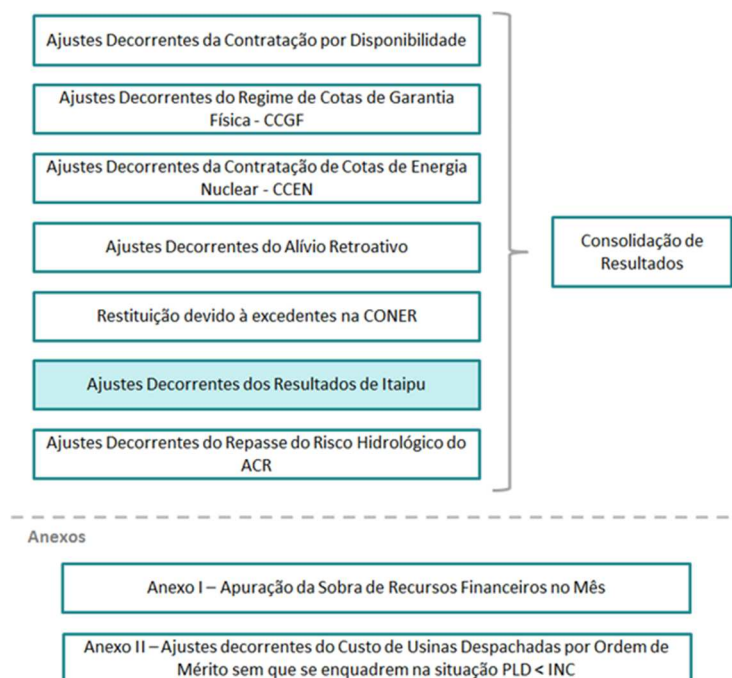 Ajustes Decorrentes da Contratação por Disponibilidade
Ajustes Decorrentes do Regime de Cotas de Garantia
Física - CCGF
Ajustes Decorrentes da Contratação de Cotas de Energia
Nuclear - CCEN
Ajustes Decorrentes do Alívio Retroativo
Restituição devido à excedentes na CONER
Ajustes Decorrentes dos Resultados de Itaipu
Ajustes Decorrentes do Repasse do Risco Hidrológico do
ACR
Consolidação de
Resultados
Anexos
Anexo I – Apuração da Sobra de Recursos Financeiros no Mês
Anexo II – Ajustes decorrentes do Custo de Usinas Despachadas por Ordem de
Mérito sem que se enquadrem na situação PLD < INC